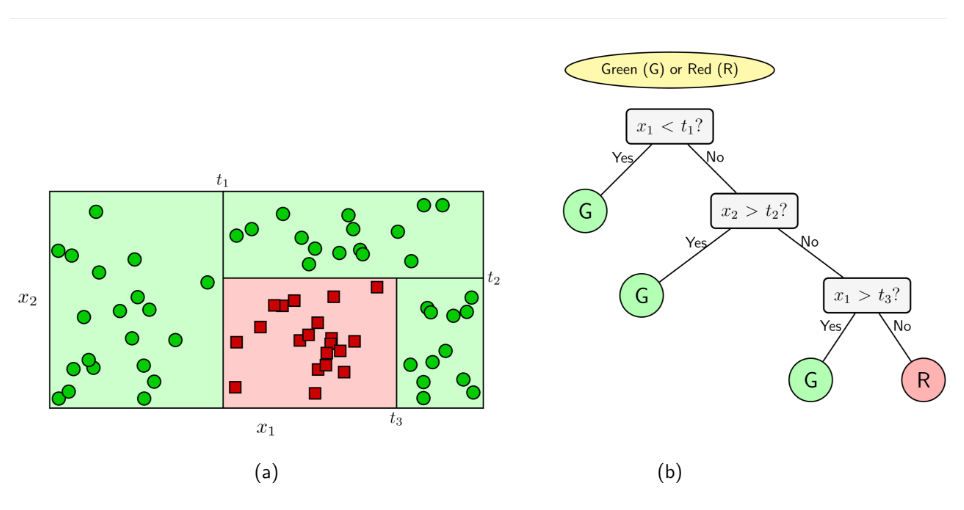 t₁
t₂
x₂
t₃
x₁
(a)
Green (G) or Red (R)
x₁ < t₁?
Yes
No
G
x₂ > t₂?
Yes
No
G
x₁ > t₃?
Yes
No
G
R
(b)